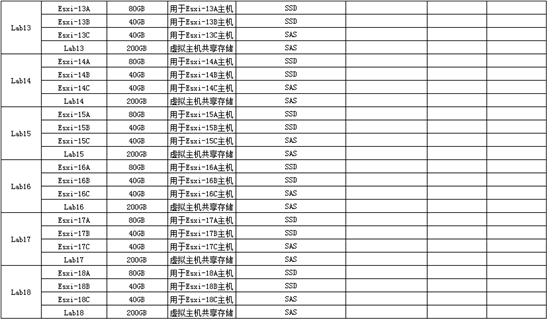 Lab13
Esxi-13A 80GB 用于Esxi-13A主机 SSD
Esxi-13B 40GB 用于Esxi-13B主机 SSD
Esxi-13C 40GB 用于Esxi-13C主机 SAS
Lab13 200GB 虚拟主机共享存储 SAS
Lab14
Esxi-14A 80GB 用于Esxi-14A主机 SSD
Esxi-14B 40GB 用于Esxi-14B主机 SSD
Esxi-14C 40GB 用于Esxi-14C主机 SAS
Lab14 200GB 虚拟主机共享存储 SAS
Lab15
Esxi-15A 80GB 用于Esxi-15A主机 SSD
Esxi-15B 40GB 用于Esxi-15B主机 SSD
Esxi-15C 40GB 用于Esxi-15C主机 SAS
Lab15 200GB 虚拟主机共享存储 SAS
Lab16
Esxi-16A 80GB 用于Esxi-16A主机 SSD
Esxi-16B 40GB 用于Esxi-16B主机 SSD
Esxi-16C 40GB 用于Esxi-16C主机 SAS
Lab16 200GB 虚拟主机共享存储 SAS
Lab17
Esxi-17A 80GB 用于Esxi-17A主机 SSD
Esxi-17B 40GB 用于Esxi-17B主机 SSD
Esxi-17C 40GB 用于Esxi-17C主机 SAS
Lab17 200GB 虚拟主机共享存储 SAS
Lab18
Esxi-18A 80GB 用于Esxi-18A主机 SSD
Esxi-18B 40GB 用于Esxi-18B主机 SSD
Esxi-18C 40GB 用于Esxi-18C主机 SAS
Lab18 200GB 虚拟主机共享存储 SAS